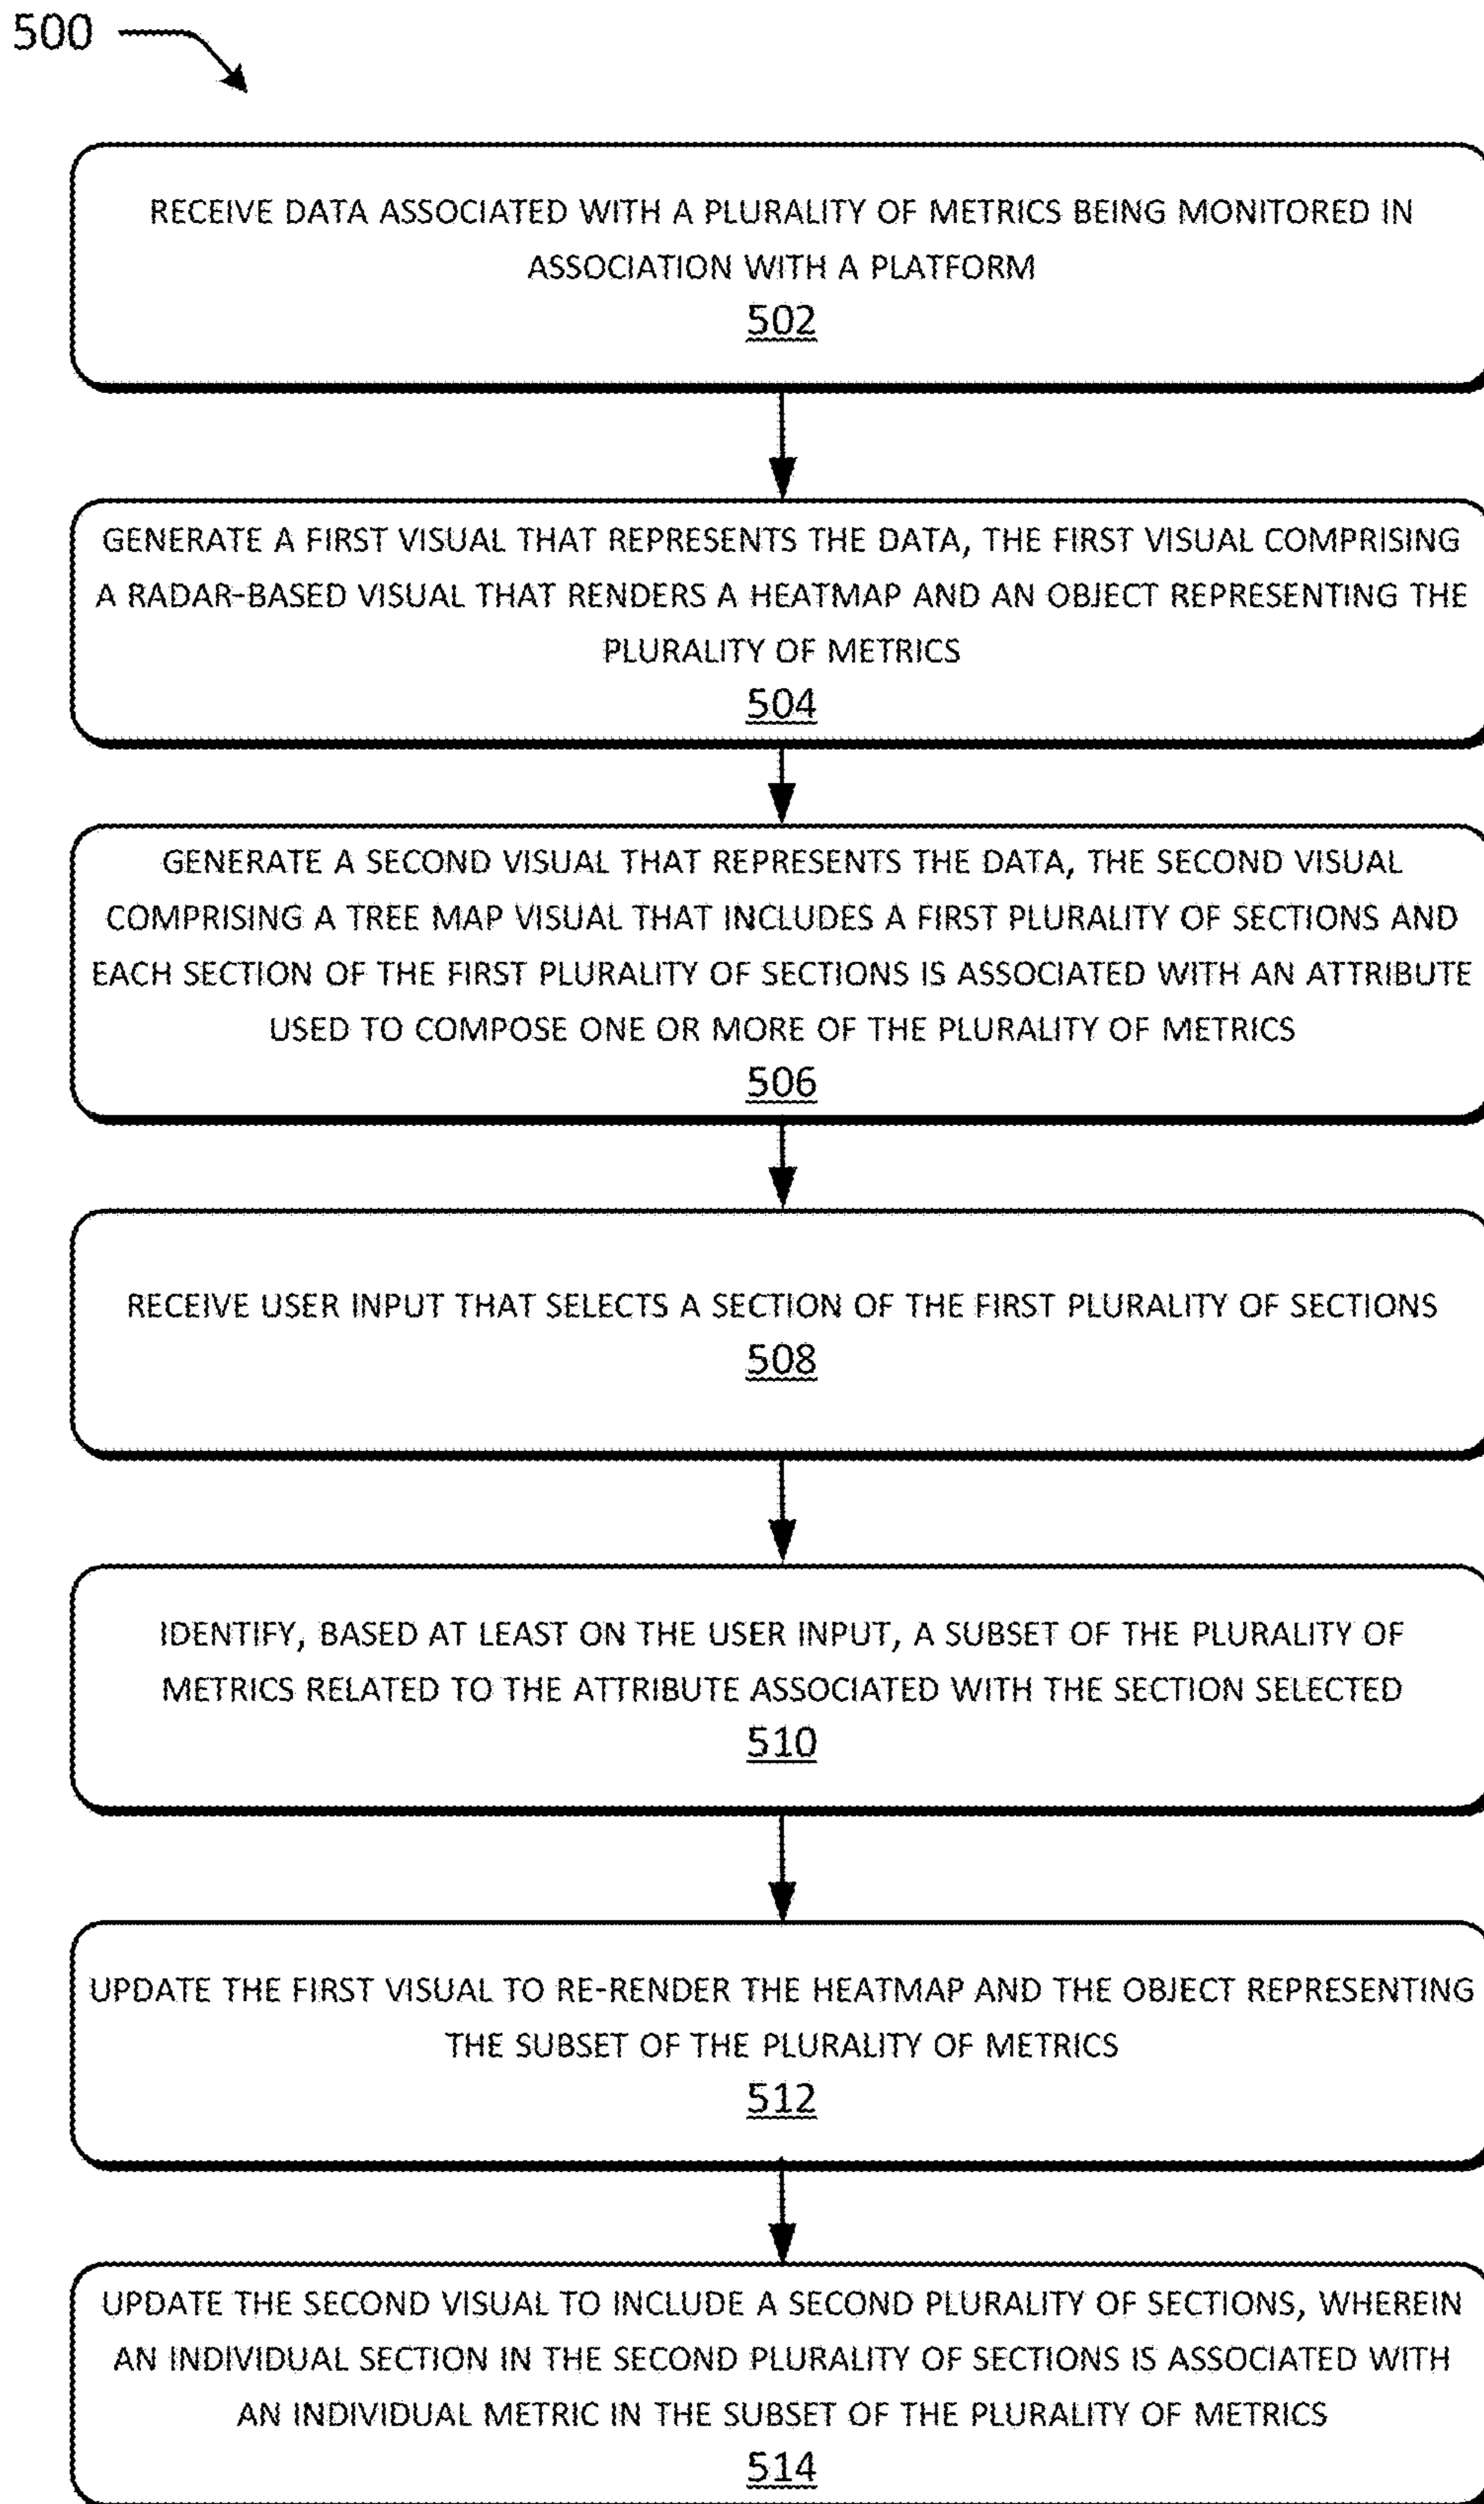 500
RECEIVE DATA ASSOCIATED WITH A PLURALITY OF METRICS BEING MONITORED IN
ASSOCIATION WITH A PLATFORM
502
GENERATE A FIRST VISUAL THAT REPRESENTS THE DATA, THE FIRST VISUAL COMPRISING
A RADAR-BASED VISUAL THAT RENDERS A HEATMAP AND AN OBJECT REPRESENTING THE
PLURALITY OF METRICS
504
GENERATE A SECOND VISUAL THAT REPRESENTS THE DATA, THE SECOND VISUAL
COMPRISING A TREE MAP VISUAL THAT INCLUDES A FIRST PLURALITY OF SECTIONS AND
EACH SECTION OF THE FIRST PLURALITY OF SECTIONS IS ASSOCIATED WITH AN ATTRIBUTE
USED TO COMPOSE ONE OR MORE OF THE PLURALITY OF METRICS
506
RECEIVE USER INPUT THAT SELECTS A SECTION OF THE FIRST PLURALITY OF SECTIONS
508
IDENTIFY, BASED AT LEAST ON THE USER INPUT, A SUBSET OF THE PLURALITY OF
METRICS RELATED TO THE ATTRIBUTE ASSOCIATED WITH THE SECTION SELECTED
510
UPDATE THE FIRST VISUAL TO RE-RENDER THE HEATMAP AND THE OBJECT REPRESENTING
THE SUBSET OF THE PLURALITY OF METRICS
512
UPDATE THE SECOND VISUAL TO INCLUDE A SECOND PLURALITY OF SECTIONS, WHEREIN
AN INDIVIDUAL SECTION IN THE SECOND PLURALITY OF SECTIONS IS ASSOCIATED WITH
AN INDIVIDUAL METRIC IN THE SUBSET OF THE PLURALITY OF METRICS
514